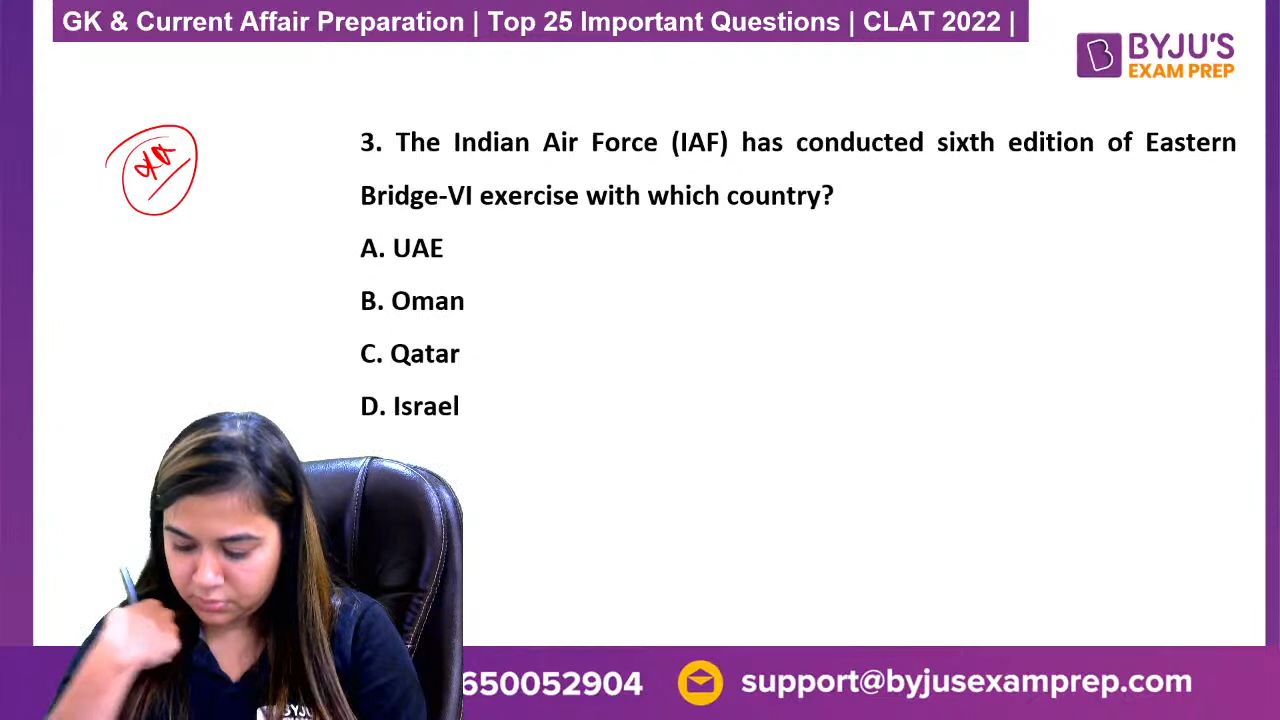 GK & Current Affair Preparation | Top 25 Important Questions | CLAT 2022 |
BYJU'S
EXAM PREP
3. The Indian Air Force (IAF) has conducted sixth edition of Eastern
Bridge-VI exercise with which country?
A. UAE
B. Oman
C. Qatar
D. Israel
650052904
support@byjusexamprep.com